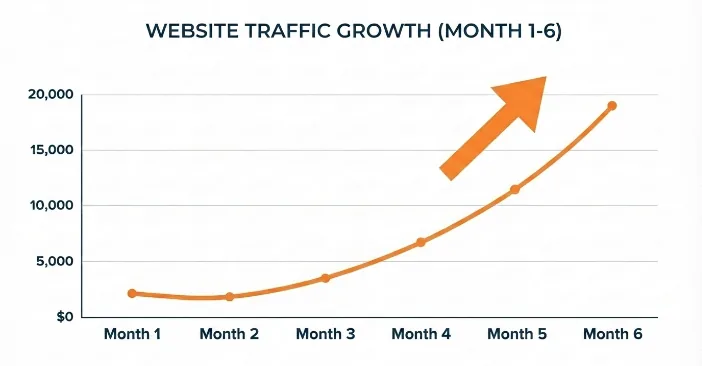 WEBSITE TRAFFIC GROWTH (MONTH 1-6)
20,000
15,000
10,000
5,000
$0
Month 1 Month 2 Month 3 Month 4 Month 5 Month 6